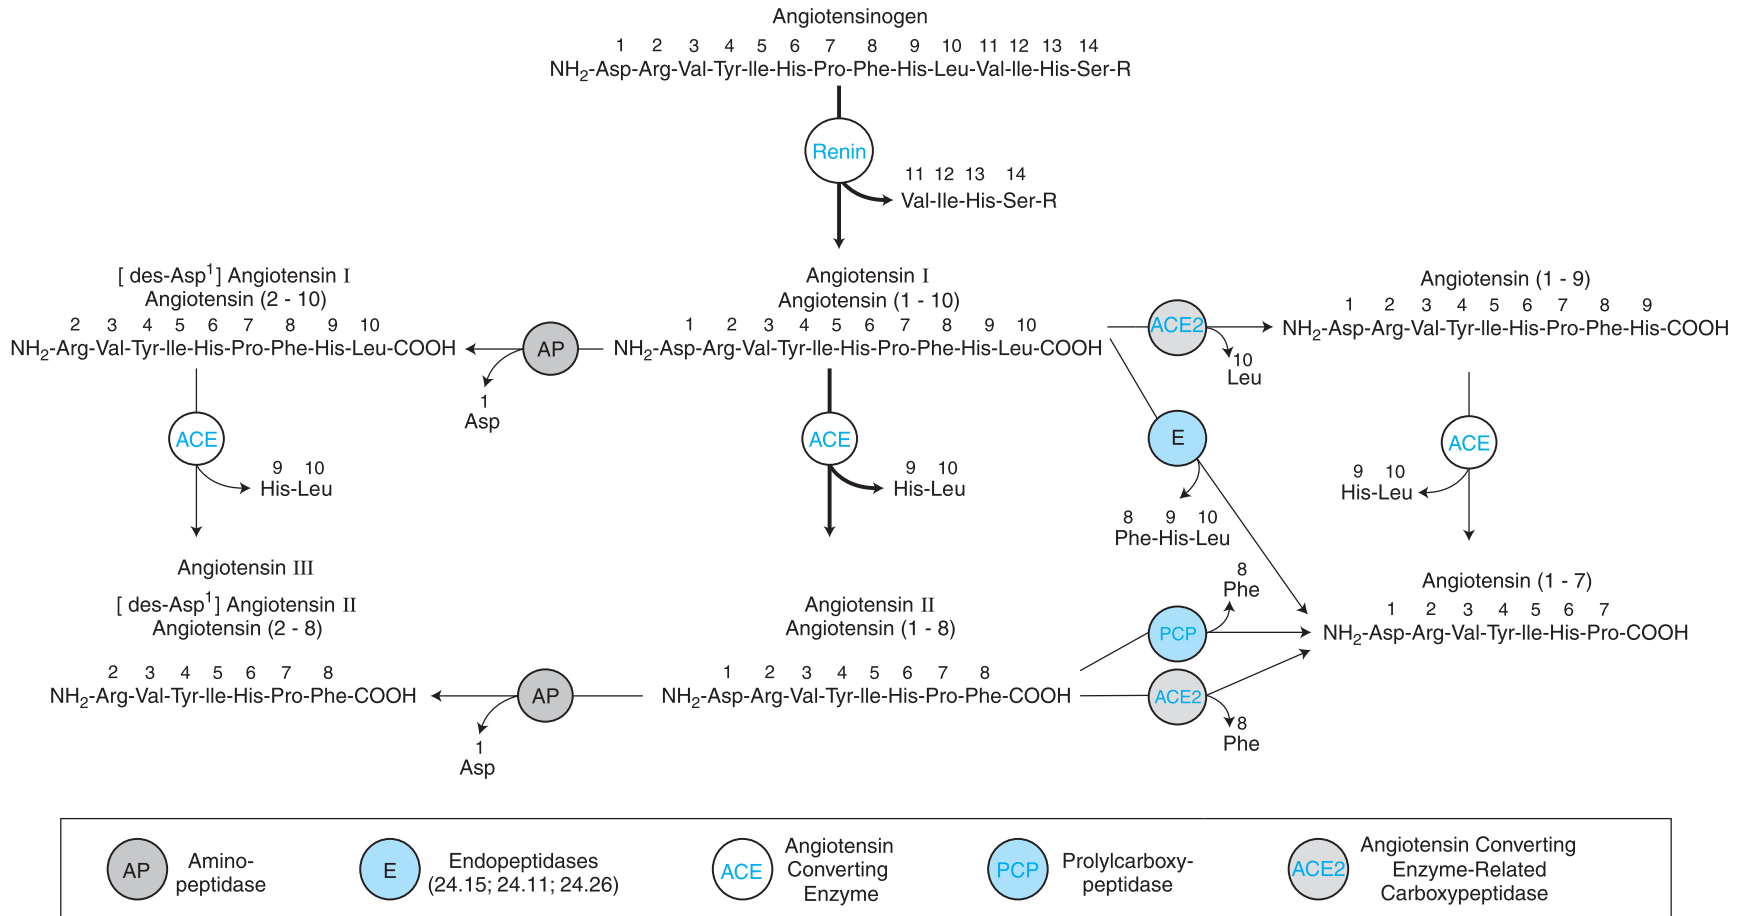 Angiotensinogen
1 2 3 4 5 6 7 8 9 10 11 12 13 14
NH2-Asp-Arg-Val-Tyr-Ile-His-Pro-Phe-His-Leu-Val-Ile-His-Ser-R
Renin
11 12 13 14
Val-Ile-His-Ser-R
[ des-Asp1] Angiotensin I
Angiotensin (2 - 10)
2 3 4 5 6 7 8 9 10
NH2-Arg-Val-Tyr-Ile-His-Pro-Phe-His-Leu-COOH
AP
1
Asp
Angiotensin I
Angiotensin (1 - 10)
1 2 3 4 5 6 7 8 9 10
NH2-Asp-Arg-Val-Tyr-Ile-His-Pro-Phe-His-Leu-COOH
ACE2
10
Leu
Angiotensin (1 - 9)
1 2 3 4 5 6 7 8 9
NH2-Asp-Arg-Val-Tyr-Ile-His-Pro-Phe-His-COOH
ACE
9 10
His-Leu
ACE
9 10
His-Leu
E
8 9 10
Phe-His-Leu
ACE
9 10
His-Leu
Angiotensin III
[ des-Asp1] Angiotensin II
Angiotensin (2 - 8)
2 3 4 5 6 7 8
NH2-Arg-Val-Tyr-Ile-His-Pro-Phe-COOH
AP
1
Asp
Angiotensin II
Angiotensin (1 - 8)
1 2 3 4 5 6 7 8
NH2-Asp-Arg-Val-Tyr-Ile-His-Pro-Phe-COOH
8
Phe
PCP
ACE2
8
Phe
Angiotensin (1 - 7)
1 2 3 4 5 6 7
NH2-Asp-Arg-Val-Tyr-Ile-His-Pro-COOH
AP
Amino-
peptidase
E
Endopeptidases
(24.15; 24.11; 24.26)
ACE
Angiotensin
Converting
Enzyme
PCP
Prolylcarboxy-
peptidase
ACE2
Angiotensin Converting
Enzyme-Related
Carboxypeptidase